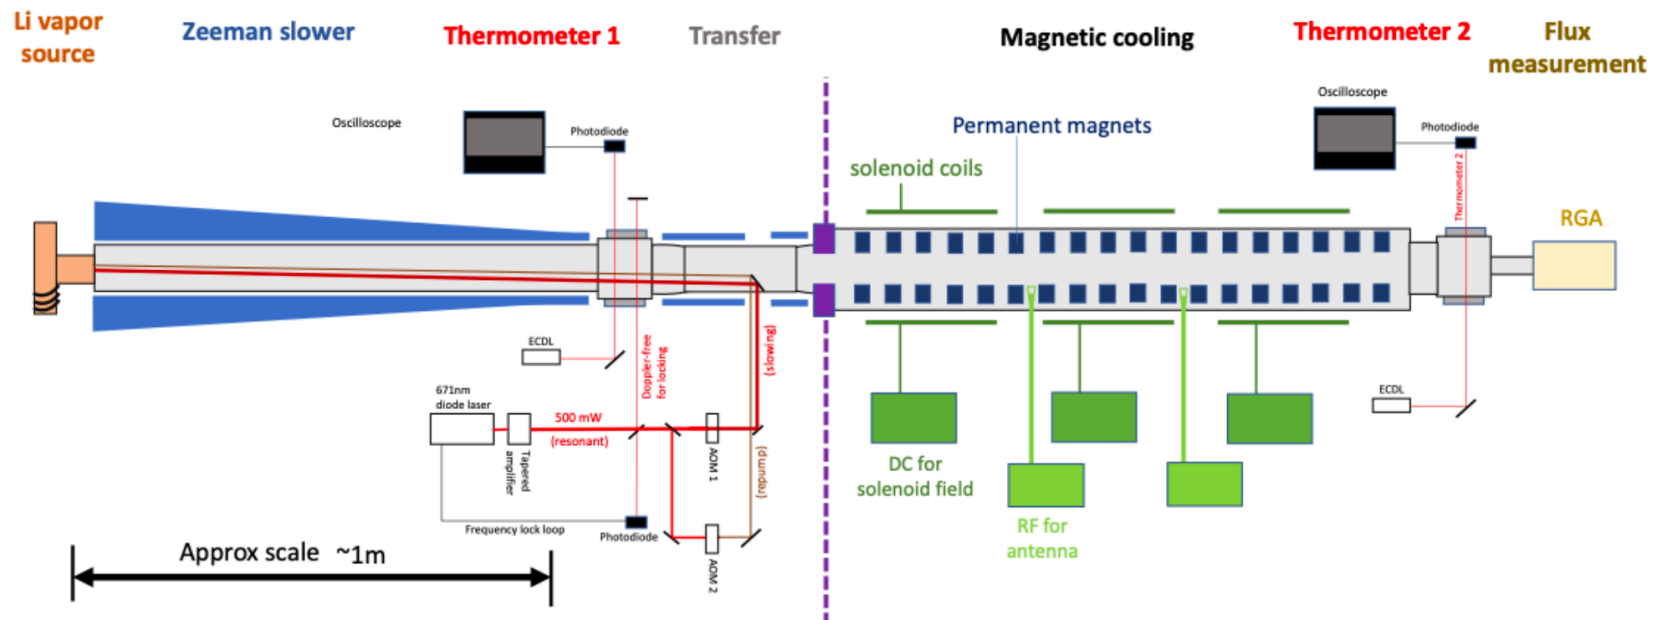 Li vapor
source
Zeeman slower
Thermometer 1
Transfer
Magnetic cooling
Thermometer 2
Flux
measurement
Oscilloscope
Photodiode
Permanent magnets
solenoid coils
Oscilloscope
Photodiode
Thermometer 2
RGA
ECDL
Doppler-free
for locking
(slowing)
671nm
diode laser
500 mW
(resonant)
Tapered
amplifier
AOM 1
(repump)
Frequency lock loop
Photodiode
AOM 2
ECDL
DC for
solenoid field
RF for
antenna
Approx scale ~1m